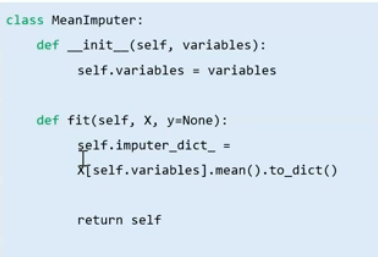 class MeanImputer:
def __init__(self, variables):
self.variables = variables
def fit(self, X, y=None):
self.imputer_dict_ =
X[self.variables].mean().to_dict()
return self